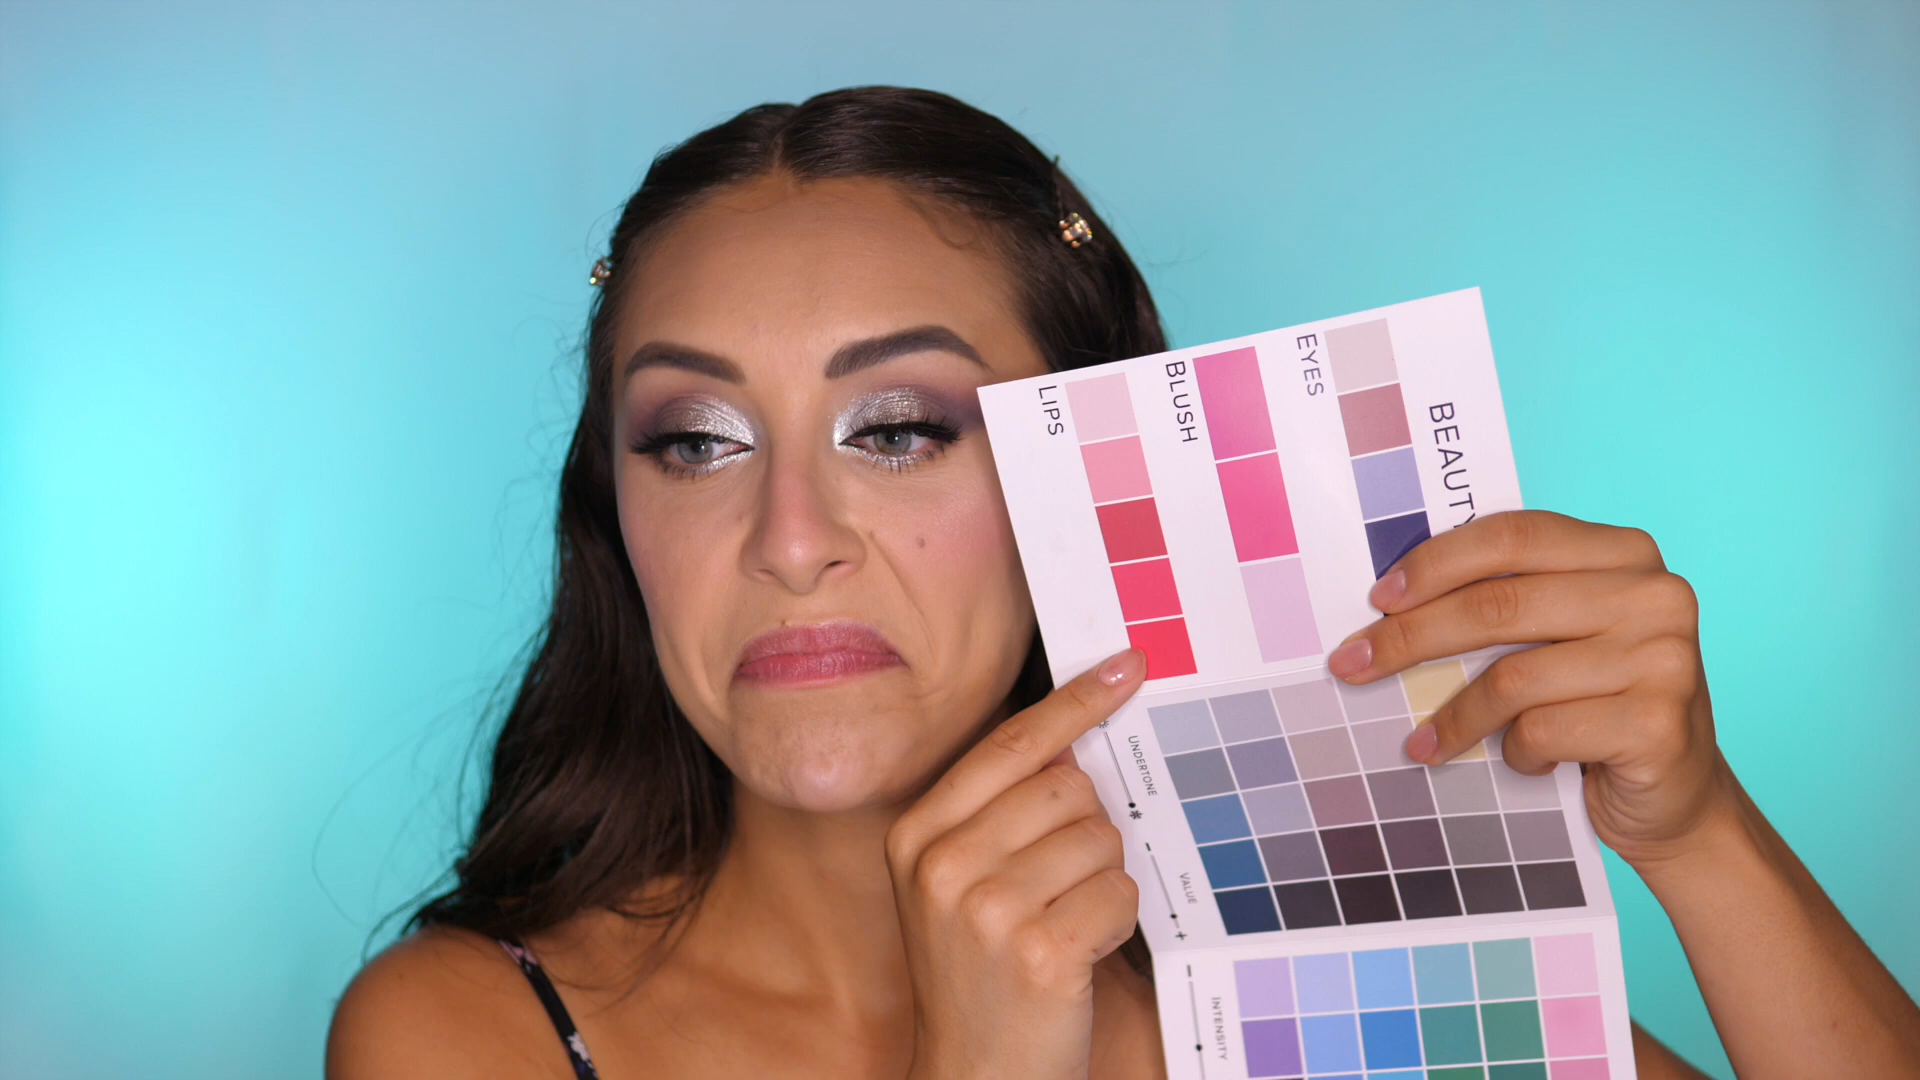 BEAUTY
EYES
BLUSH
LIPS
UNDERTONE
- VALUE +
- INTENSITY